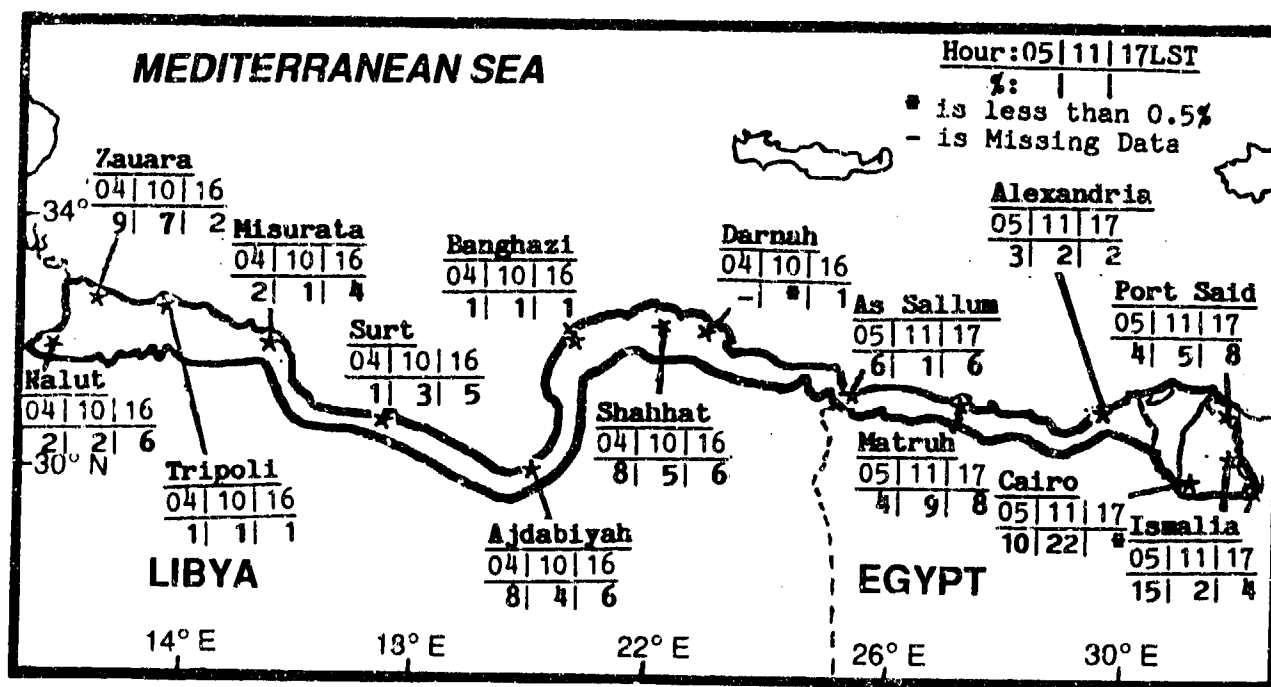 MEDITERRANEAN SEA
Hour:05|11|17LST
%: | |
* is less than 0.5%
- is Missing Data
Zauara
04|10|16
9| 7| 2
34°
Misurata
04|10|16
2| 1| 4
Banghazi
04|10|16
1| 1| 1
Darnah
04|10|16
-| *| 1
Alexandria
05|11|17
3| 2| 2
Port Said
05|11|17
4| 5| 8
As Sallum
05|11|17
6| 1| 6
Surt
04|10|16
1| 3| 5
Nalut
04|10|16
2| 2| 6
30° N
Tripoli
04|10|16
1| 1| 1
Shahhat
04|10|16
8| 5| 6
Matruh
05|11|17
4| 9| 8
Cairo
05|11|17
10|22| *
Ismalia
05|11|17
15| 2| 4
Ajdabiyah
04|10|16
8| 4| 6
LIBYA
EGYPT
14° E
18° E
22° E
26° E
30° E